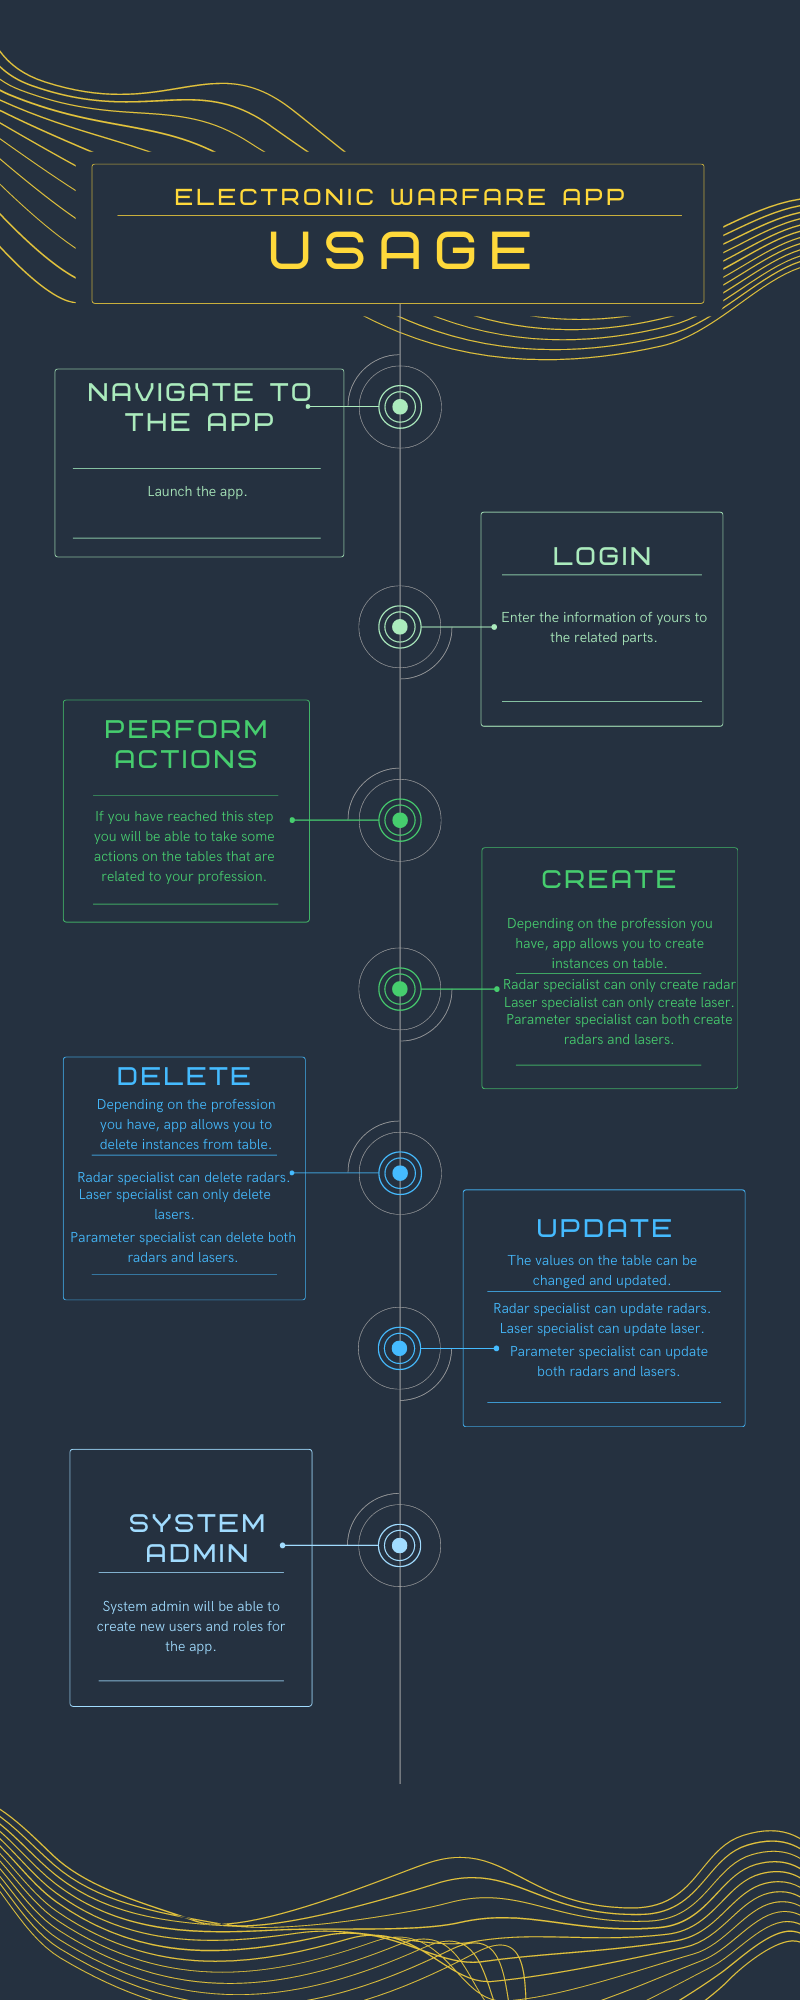 ELECTRONIC WARFARE APP
USAGE
NAVIGATE TO
THE APP
Launch the app.
LOGIN
Enter the information of yours to
the related parts.
PERFORM
ACTIONS
If you have reached this step
you will be able to take some
actions on the tables that are
related to your profession.
CREATE
Depending on the profession you
have, app allows you to create
instances on table.
Radar specialist can only create radar
Laser specialist can only create laser.
Parameter specialist can both create
radars and lasers.
DELETE
Depending on the profession
you have, app allows you to
delete instances from table.
Radar specialist can delete radars.
Laser specialist can only delete
lasers.
Parameter specialist can delete both
radars and lasers.
UPDATE
The values on the table can be
changed and updated.
Radar specialist can update radars.
Laser specialist can update laser.
Parameter specialist can update
both radars and lasers.
SYSTEM
ADMIN
System admin will be able to
create new users and roles for
the app.